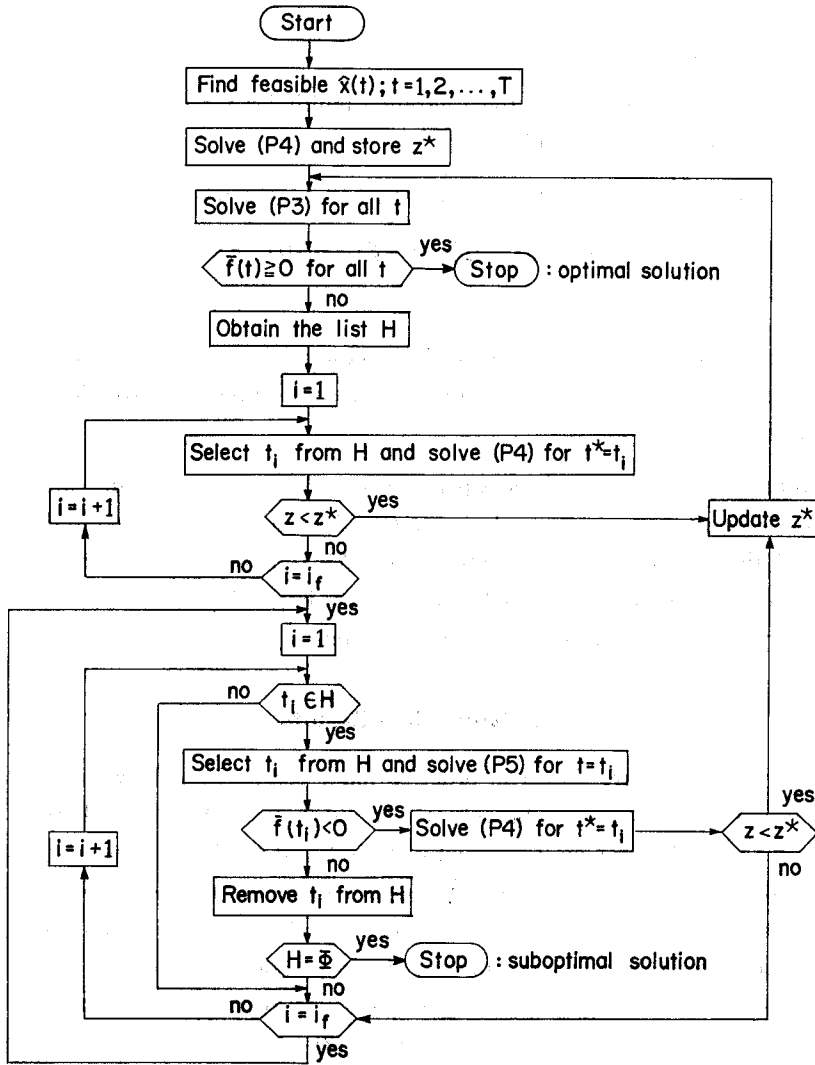 Start
Find feasible x̂(t); t=1,2,...,T
Solve (P4) and store z*
Solve (P3) for all t
f̄(t)≧0 for all t
yes
Stop
: optimal solution
no
Obtain the list H
i=1
Select tᵢ from H and solve (P4) for t*=tᵢ
i=i+1
z<z*
yes
Update z*
no
no
i=i_f
yes
i=1
no
tᵢ∈H
yes
Select tᵢ from H and solve (P5) for t=tᵢ
i=i+1
f̄(tᵢ)<0
yes
Solve (P4) for t*=tᵢ
z<z*
yes
no
no
Remove tᵢ from H
H=Φ
yes
Stop
: suboptimal solution
no
no
i=i_f
yes